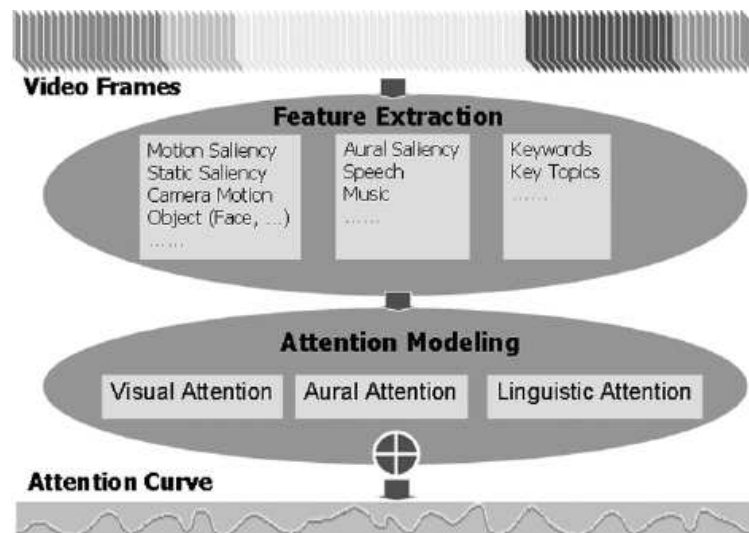 Video Frames
Feature Extraction
Motion Saliency
Static Saliency
Camera Motion
Object (Face, ...)
......
Aural Saliency
Speech
Music
......
Keywords
Key Topics
......
Attention Modeling
Visual Attention
Aural Attention
Linguistic Attention
Attention Curve